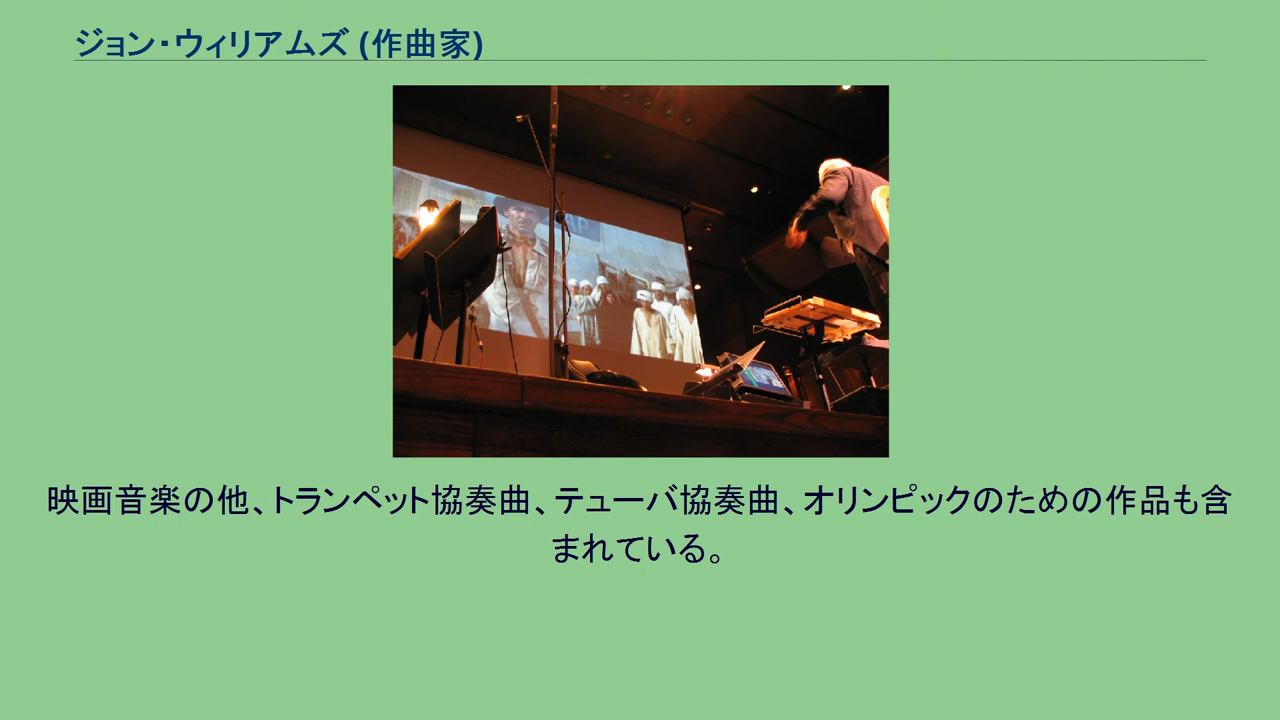 ジョン・ウィリアムズ (作曲家)
映画音楽の他、トランペット協奏曲、テューバ協奏曲、オリンピックのための作品も含
まれている。